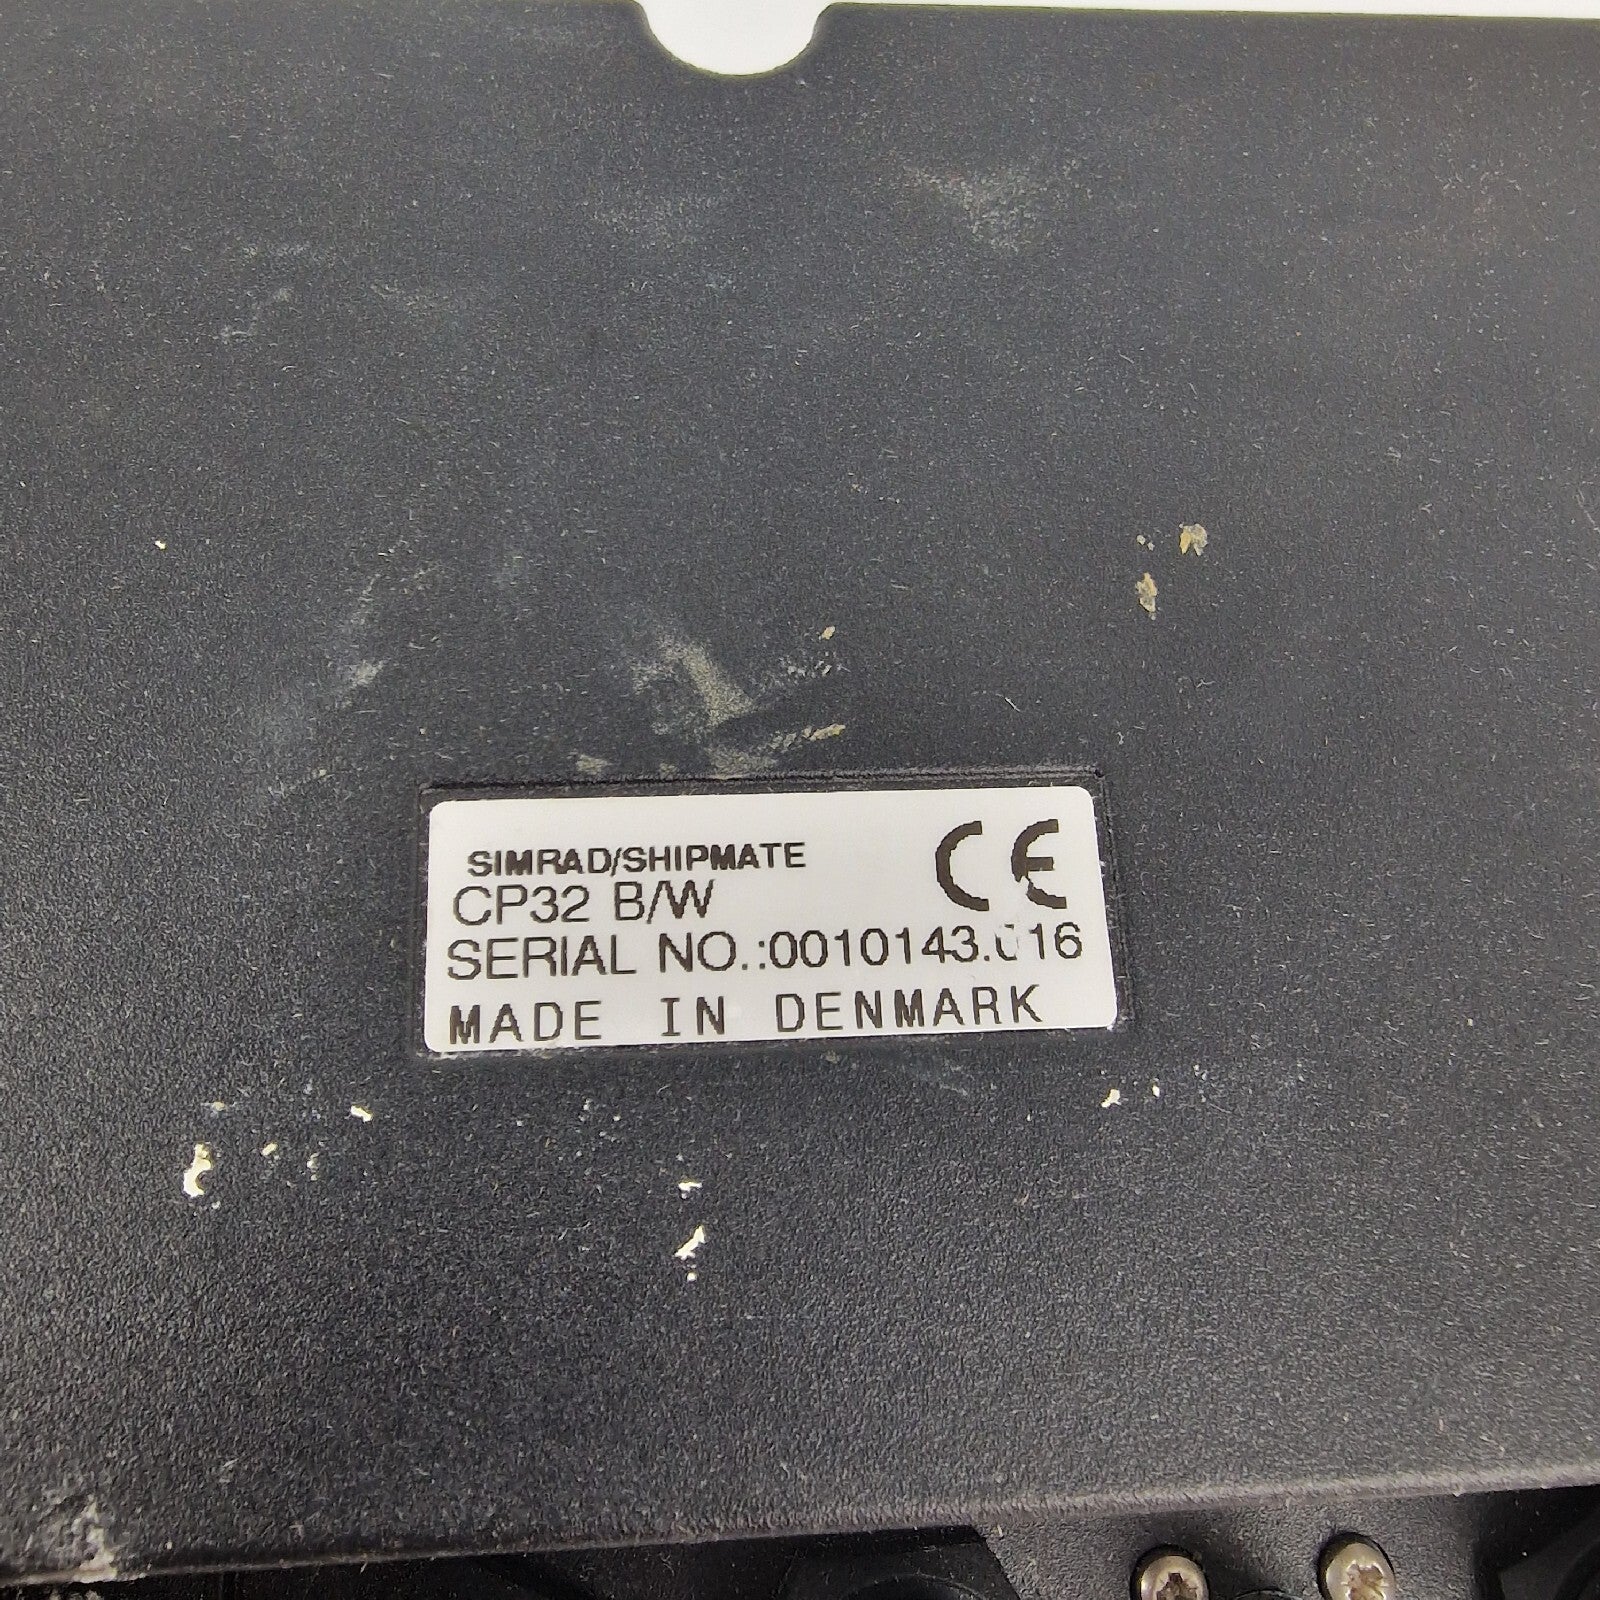 SIMRAD/SHIPMATE
CE
CP32 B/W
SERIAL NO.:0010143.016
MADE IN DENMARK